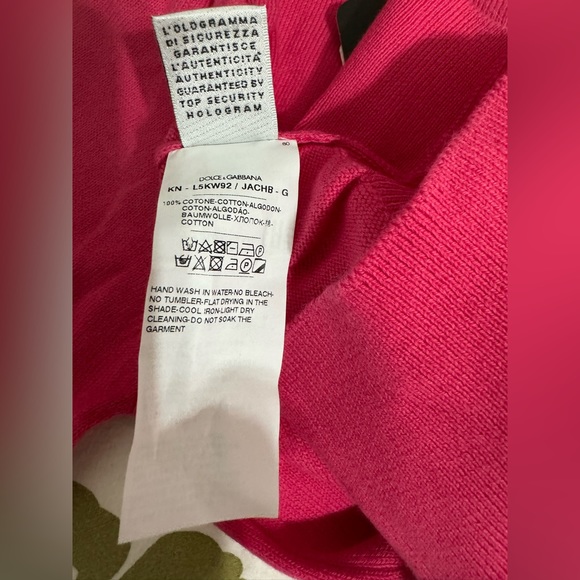 L'OLOGRAMMA
DI SICUREZZA
GARANTISCE
L'AUTENTICITÀ
AUTHENTICITY
GUARANTEED BY
TOP SECURITY
HOLOGRAM
DOLCE & GABBANA
KN - L5KW92 / JACHB - G
100% COTONE-COTTON-ALGODON-
COTON-ALGODÃO-
BAUMWOLLE-ХЛОПОК-棉-
COTTON
HAND WASH IN WATER-NO BLEACH-
NO TUMBLER-FLAT DRYING IN THE
SHADE-COOL IRON-LIGHT DRY
CLEANING-DO NOT SOAK THE
GARMENT